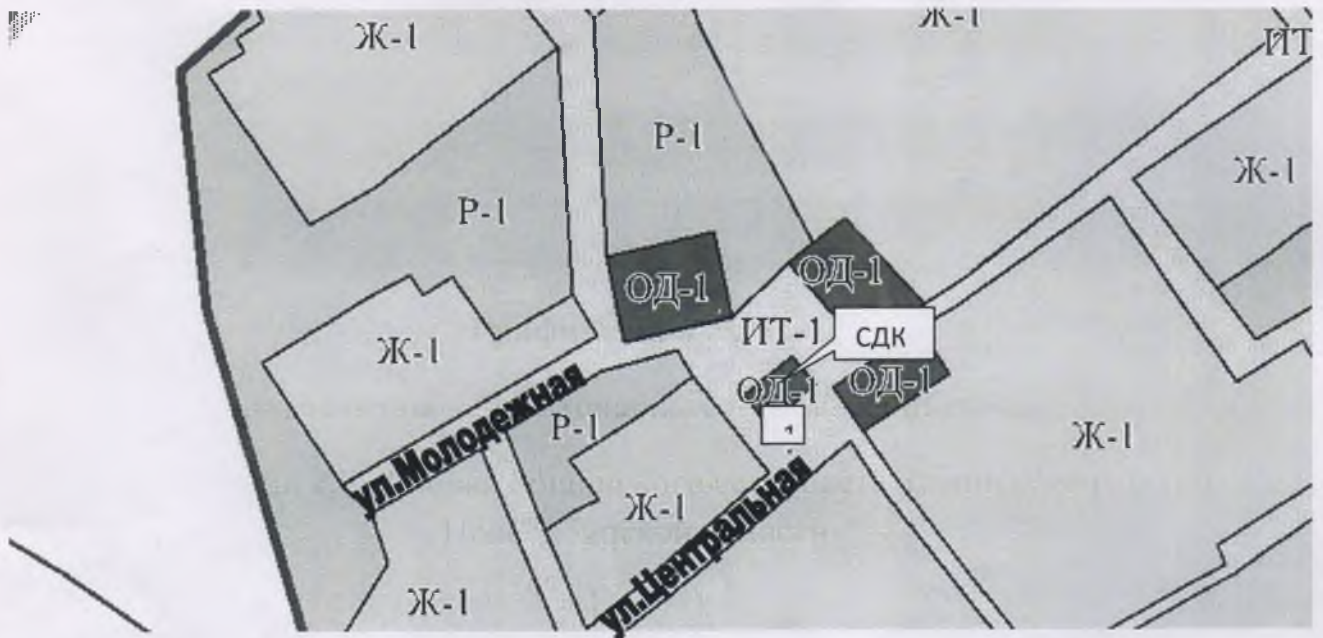 Ж-1
Ж-1
ИТ
Р-1
Ж-1
Р-1
ОД-1
ОД-1
ИТ-1
СДК
Ж-1
ОД-1
ОД-1
ул.Молодежная
Р-1
Ж-1
Ж-1
ул.Центральная
Ж-1